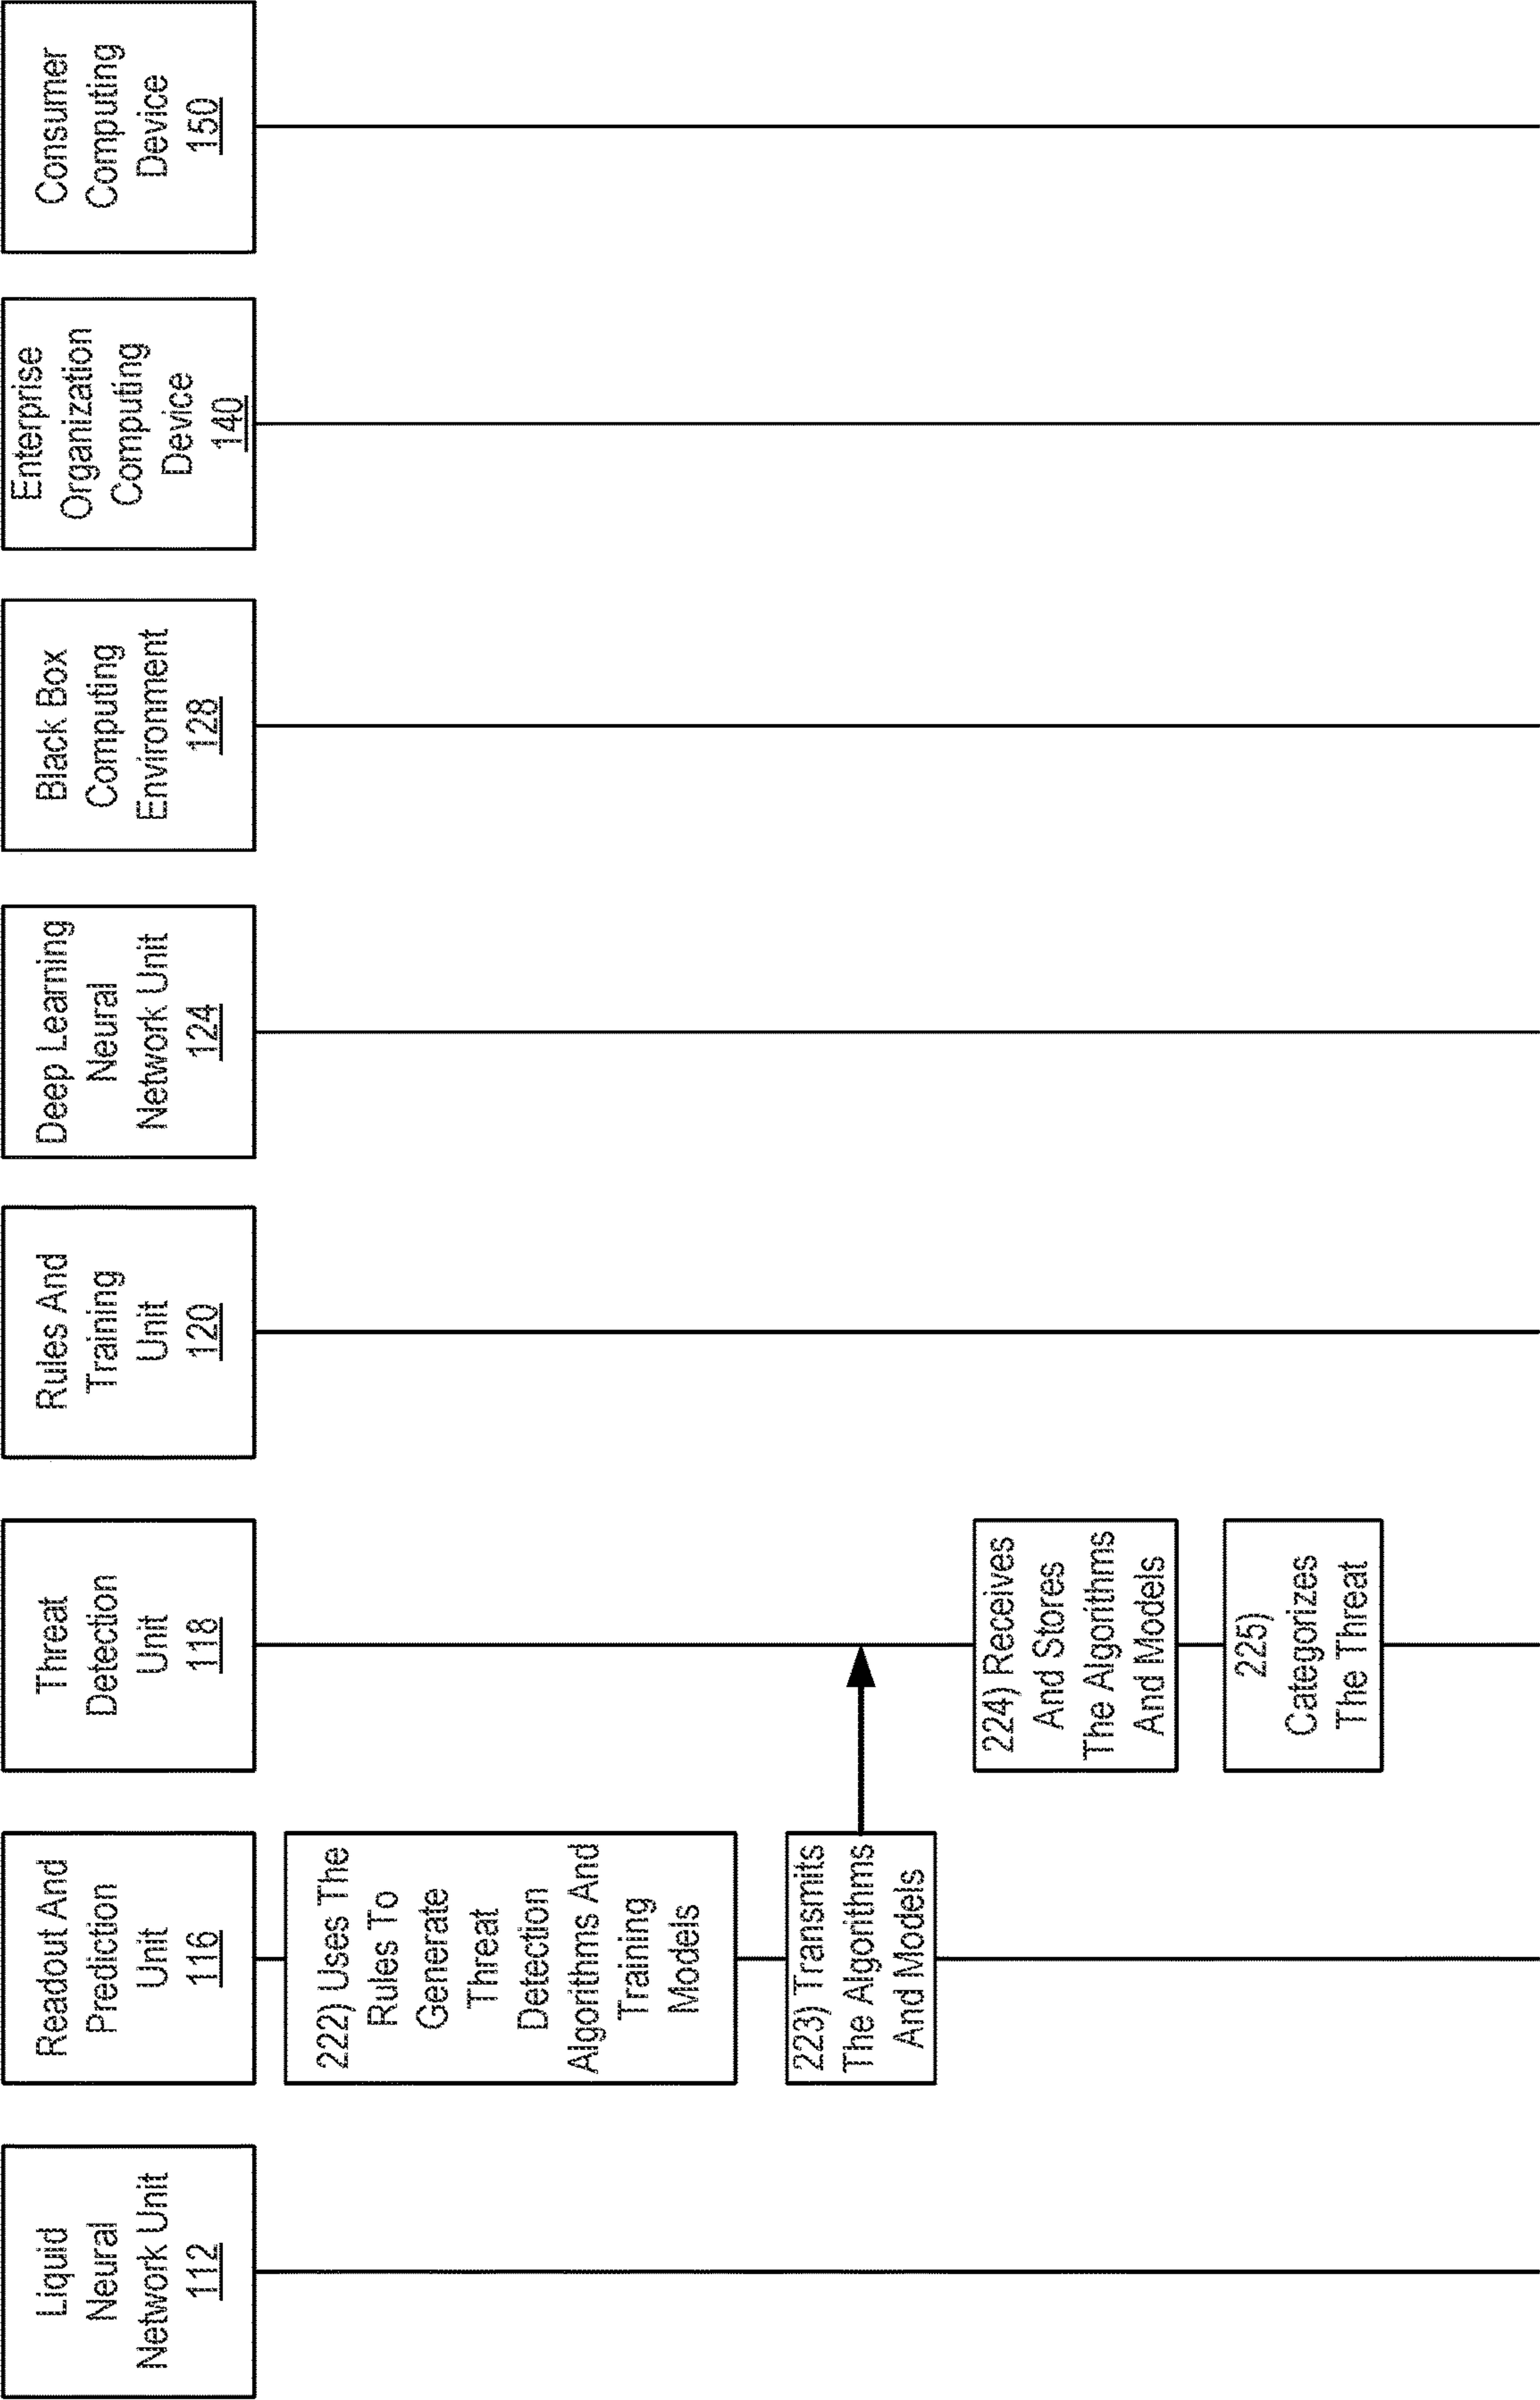 Liquid
Neural
Network Unit
112
Readout And
Prediction
Unit
116
Threat
Detection
Unit
118
Rules And
Training
Unit
120
Deep Learning
Neural
Network Unit
124
Black Box
Computing
Environment
128
Enterprise
Organization
Computing
Device
140
Consumer
Computing
Device
150
222) Uses The
Rules To
Generate
Threat
Detection
Algorithms And
Training
Models
223) Transmits
The Algorithms
And Models
224) Receives
And Stores
The Algorithms
And Models
225)
Categorizes
The Threat